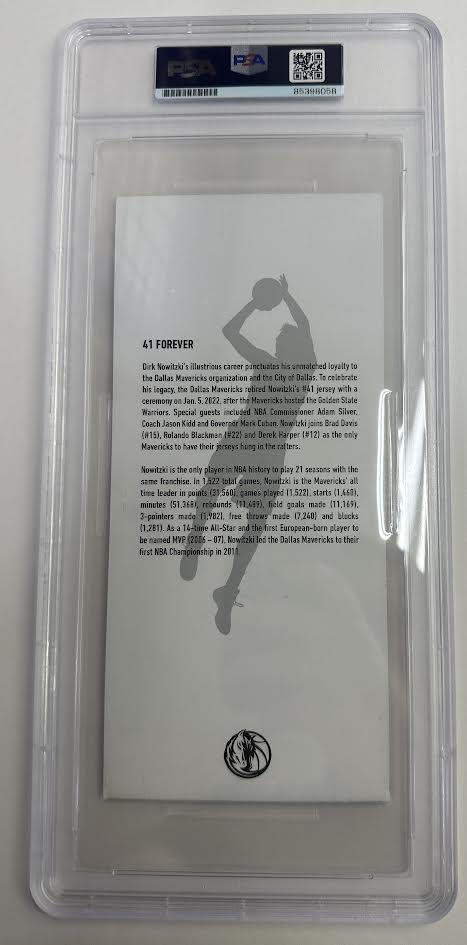 PSA
PSA
85398058
41 FOREVER
Dirk Nowitzki's illustrious career punctuates his unmatched loyalty to
the Dallas Mavericks organization and the City of Dallas. To celebrate
his legacy, the Dallas Mavericks retired Nowitzki's #41 jersey with a
ceremony on Jan. 5, 2022, after the Mavericks hosted the Golden State
Warriors. Special guests included NBA Commissioner Adam Silver,
Coach Jason Kidd and Governor Mark Cuban. Nowitzki joins Brad Davis
(#15), Rolando Blackman (#22) and Derek Harper (#12) as the only
Mavericks to have their jerseys hung in the rafters.
Nowitzki is the only player in NBA history to play 21 seasons with the
same franchise. In 1,522 total games, Nowitzki is the Mavericks' all
time leader in points (31,560), games played (1,522), starts (1,460),
minutes (51,368), rebounds (11,489), field goals made (11,169),
3-pointers made (1,982), free throws made (7,240) and blocks
(1,281). As a 14-time All-Star and the first European-born player to
be named MVP (2006 – 07), Nowitzki led the Dallas Mavericks to their
first NBA Championship in 2011.